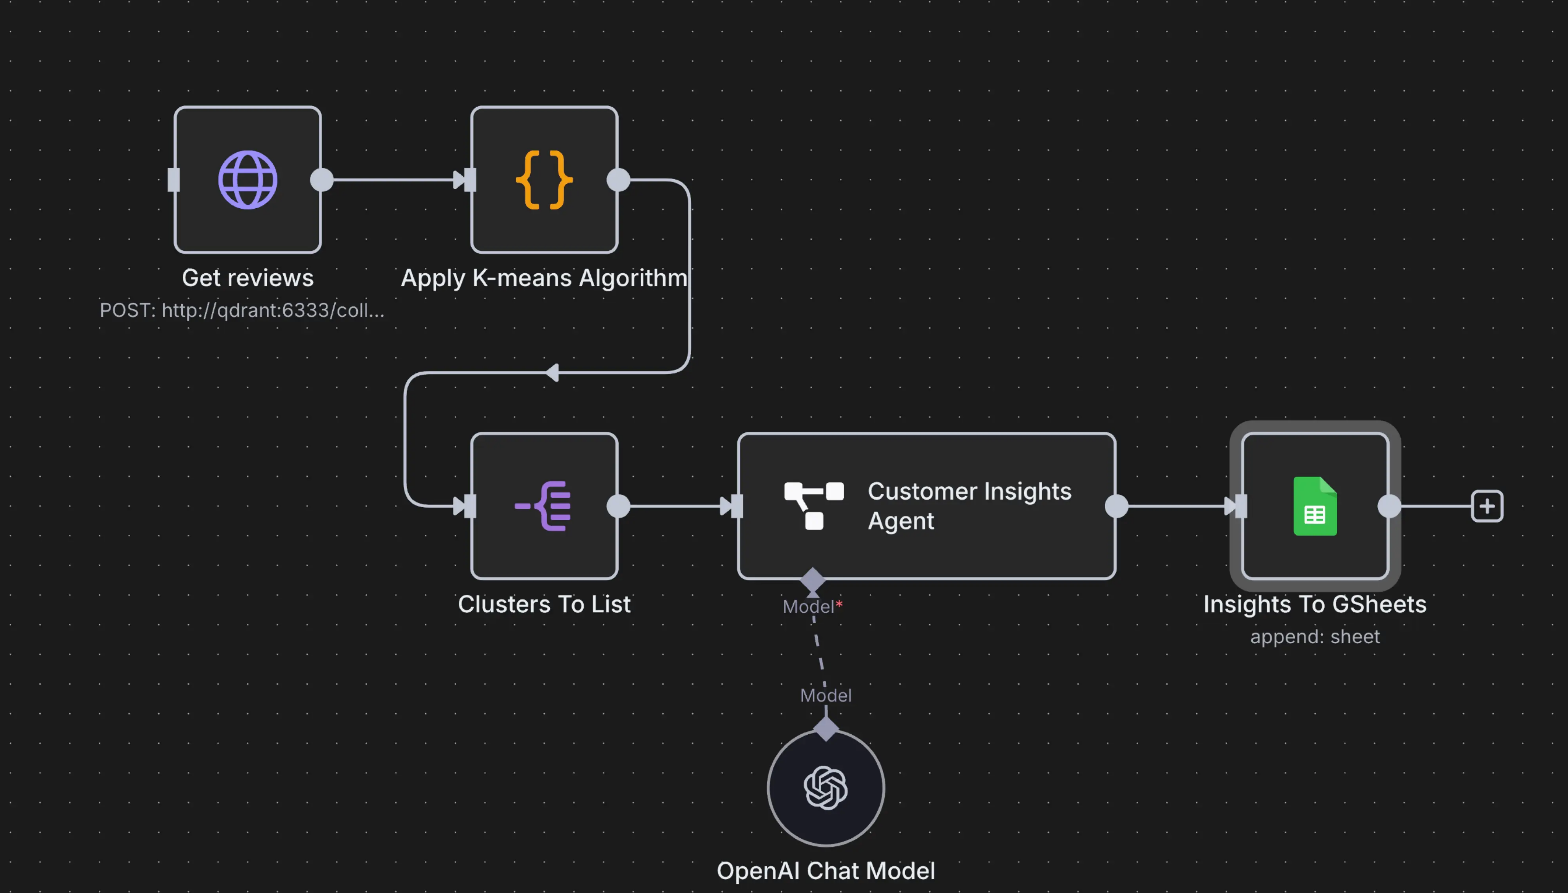 Get reviews
POST: http://qdrant:6333/coll...
Apply K-means Algorithm
Clusters To List
Customer Insights
Agent
Model*
Model
OpenAI Chat Model
Insights To GSheets
append: sheet